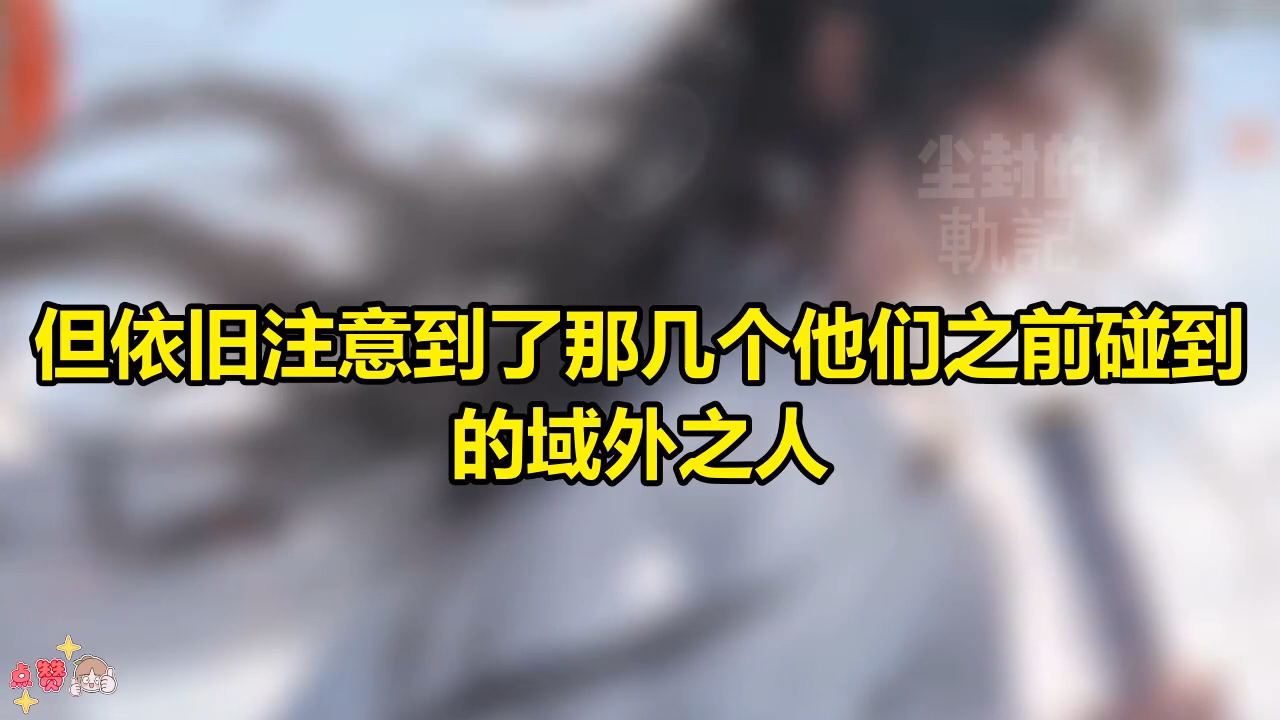 尘封的
軌記
但依旧注意到了那几个他们之前碰到
的域外之人
点赞